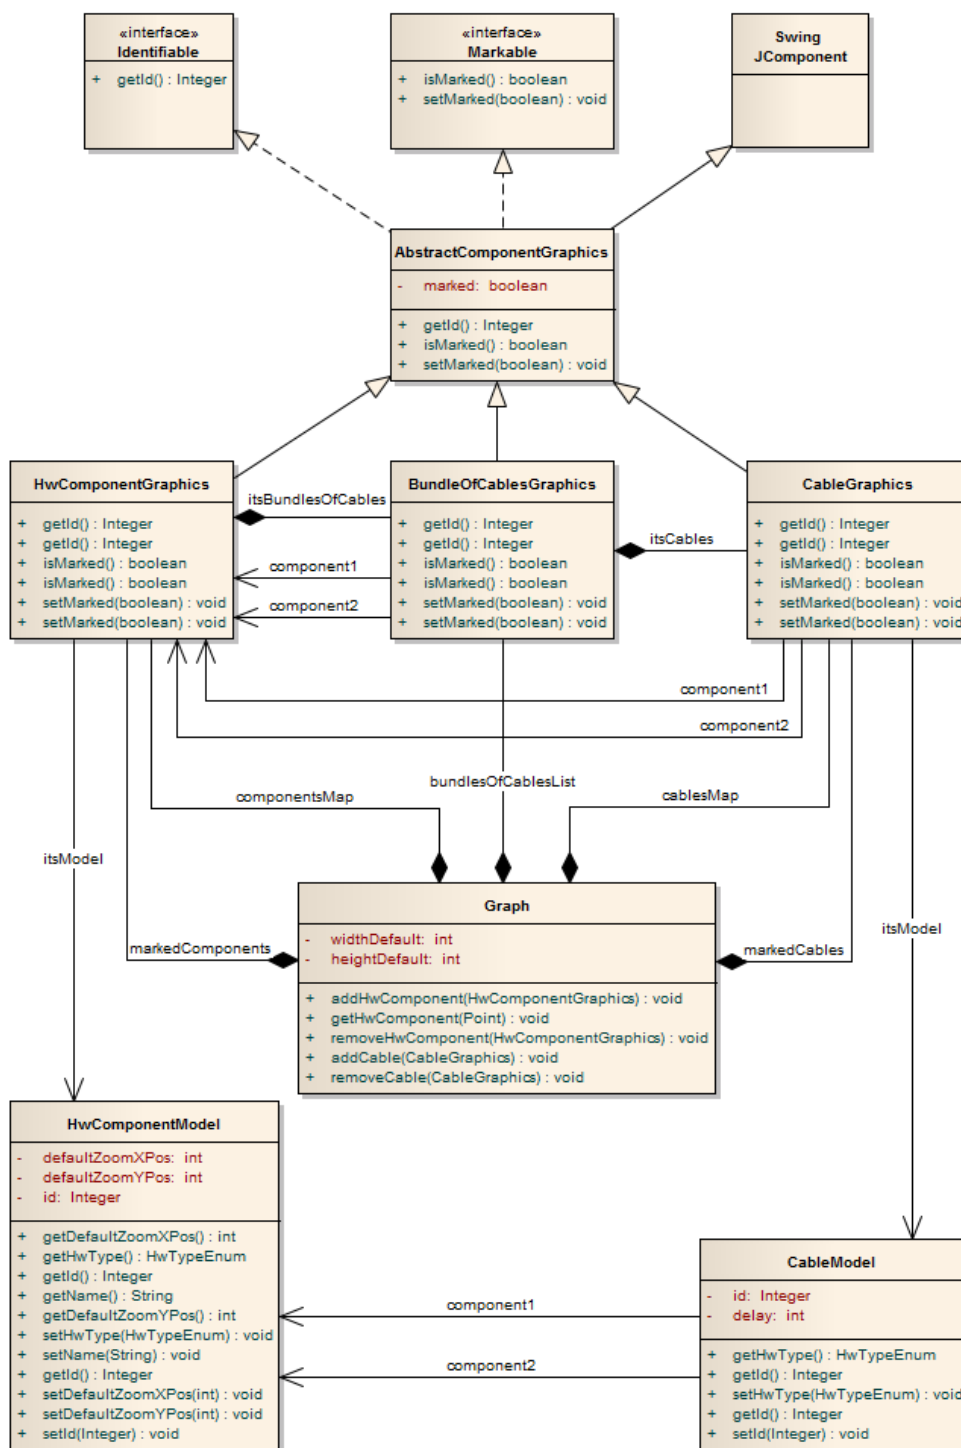 «interface»
Identifiable
+ getId() : Integer
«interface»
Markable
+ isMarked() : boolean
+ setMarked(boolean) : void
Swing
JComponent
AbstractComponentGraphics
- marked: boolean
+ getId() : Integer
+ isMarked() : boolean
+ setMarked(boolean) : void
HwComponentGraphics
+ getId() : Integer
+ getId() : Integer
+ isMarked() : boolean
+ isMarked() : boolean
+ setMarked(boolean) : void
+ setMarked(boolean) : void
itsBundlesOfCables
component1
component2
BundleOfCablesGraphics
+ getId() : Integer
+ getId() : Integer
+ isMarked() : boolean
+ isMarked() : boolean
+ setMarked(boolean) : void
+ setMarked(boolean) : void
itsCables
CableGraphics
+ getId() : Integer
+ getId() : Integer
+ isMarked() : boolean
+ isMarked() : boolean
+ setMarked(boolean) : void
+ setMarked(boolean) : void
component1
component2
bundlesOfCablesList
componentsMap
cablesMap
itsModel
itsModel
markedComponents
markedCables
Graph
- widthDefault: int
- heightDefault: int
+ addHwComponent(HwComponentGraphics) : void
+ getHwComponent(Point) : void
+ removeHwComponent(HwComponentGraphics) : void
+ addCable(CableGraphics) : void
+ removeCable(CableGraphics) : void
HwComponentModel
- defaultZoomXPos: int
- defaultZoomYPos: int
- id: Integer
+ getDefaultZoomXPos() : int
+ getHwType() : HwTypeEnum
+ getId() : Integer
+ getName() : String
+ getDefaultZoomYPos() : int
+ setHwType(HwTypeEnum) : void
+ setName(String) : void
+ getId() : Integer
+ setDefaultZoomXPos(int) : void
+ setDefaultZoomYPos(int) : void
+ setId(Integer) : void
component1
component2
CableModel
- id: Integer
- delay: int
+ getHwType() : HwTypeEnum
+ getId() : Integer
+ setHwType(HwTypeEnum) : void
+ getId() : Integer
+ setId(Integer) : void